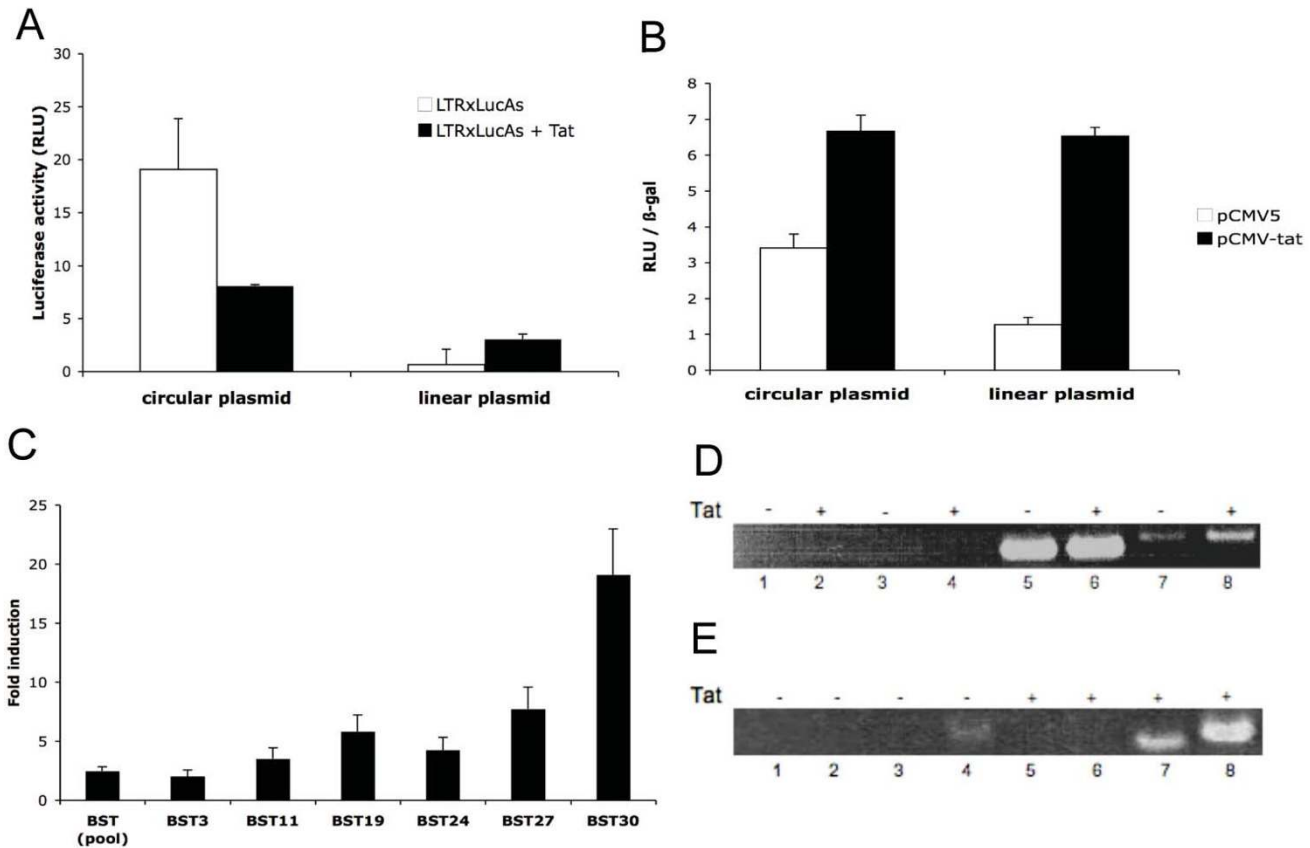 A
30
25
20
15
10
5
0
Luciferase activity (RLU)
LTRxLucAs
LTRxLucAs + Tat
circular plasmid
linear plasmid
B
8
7
6
5
4
3
2
1
0
RLU / ß-gal
pCMV5
pCMV-tat
circular plasmid
linear plasmid
C
25
20
15
10
5
0
Fold induction
BST (pool)
BST3
BST11
BST19
BST24
BST27
BST30
D
Tat - + - + - + - +
1 2 3 4 5 6 7 8
E
Tat - - - - + + + +
1 2 3 4 5 6 7 8